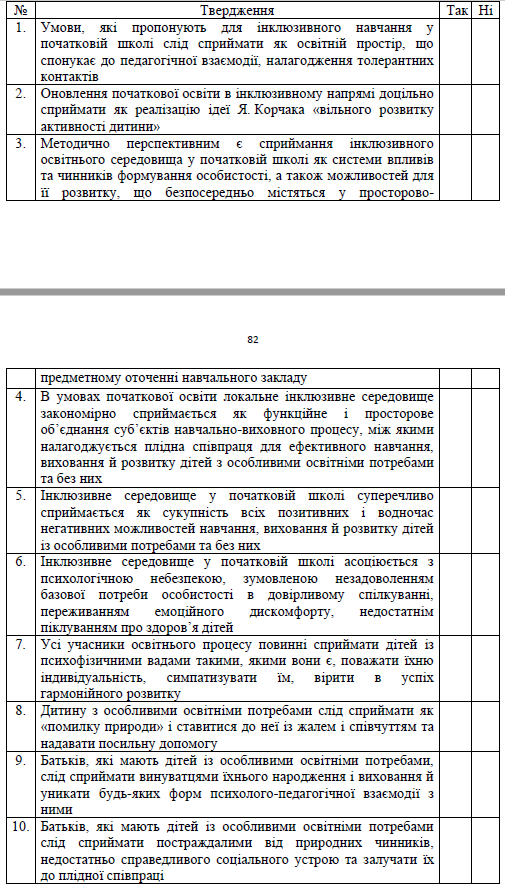 № Твердження Так Ні
1. Умови, які пропонують для інклюзивного навчання у
початковій школі слід сприймати як освітній простір, що
спонукає до педагогічної взаємодії, налагодження толерантних
контактів
2. Оновлення початкової освіти в інклюзивному напрямі доцільно
сприймати як реалізацію ідеї Я. Корчака «вільного розвитку
активності дитини»
3. Методично перспективним є сприймання інклюзивного
освітнього середовища у початковій школі як системи впливів
та чинників формування особистості, а також можливостей для
її розвитку, що безпосередньо містяться у просторово-
82
предметному оточенні навчального закладу
4. В умовах початкової освіти локальне інклюзивне середовище
закономірно сприймається як функційне і просторове
об’єднання суб’єктів навчально-виховного процесу, між якими
налагоджується плідна співпраця для ефективного навчання,
виховання й розвитку дітей з особливими освітніми потребами
та без них
5. Інклюзивне середовище у початковій школі суперечливо
сприймається як сукупність всіх позитивних і водночас
негативних можливостей навчання, виховання й розвитку дітей
із особливими потребами та без них
6. Інклюзивне середовище у початковій школі асоціюється з
психологічною небезпекою, зумовленою незадоволенням
базової потреби особистості в довірливому спілкуванні,
переживанням емоційного дискомфорту, недостатнім
піклуванням про здоров’я дітей
7. Усі учасники освітнього процесу повинні сприймати дітей із
психофізичними вадами такими, якими вони є, поважати їхню
індивідуальність, симпатизувати їм, вірити в успіх
гармонійного розвитку
8. Дитину з особливими освітніми потребами слід сприймати як
«помилку природи» і ставитися до неї із жалем і співчуттям та
надавати посильну допомогу
9. Батьків, які мають дітей із особливими освітніми потребами,
слід сприймати винуватцями їхнього народження і виховання й
уникати будь-яких форм психолого-педагогічної взаємодії з
ними
10. Батьків, які мають дітей із особливими освітніми потребами
слід сприймати постраждалими від природних чинників,
недостатньо справедливого соціального устрою та залучати їх
до плідної співпраці